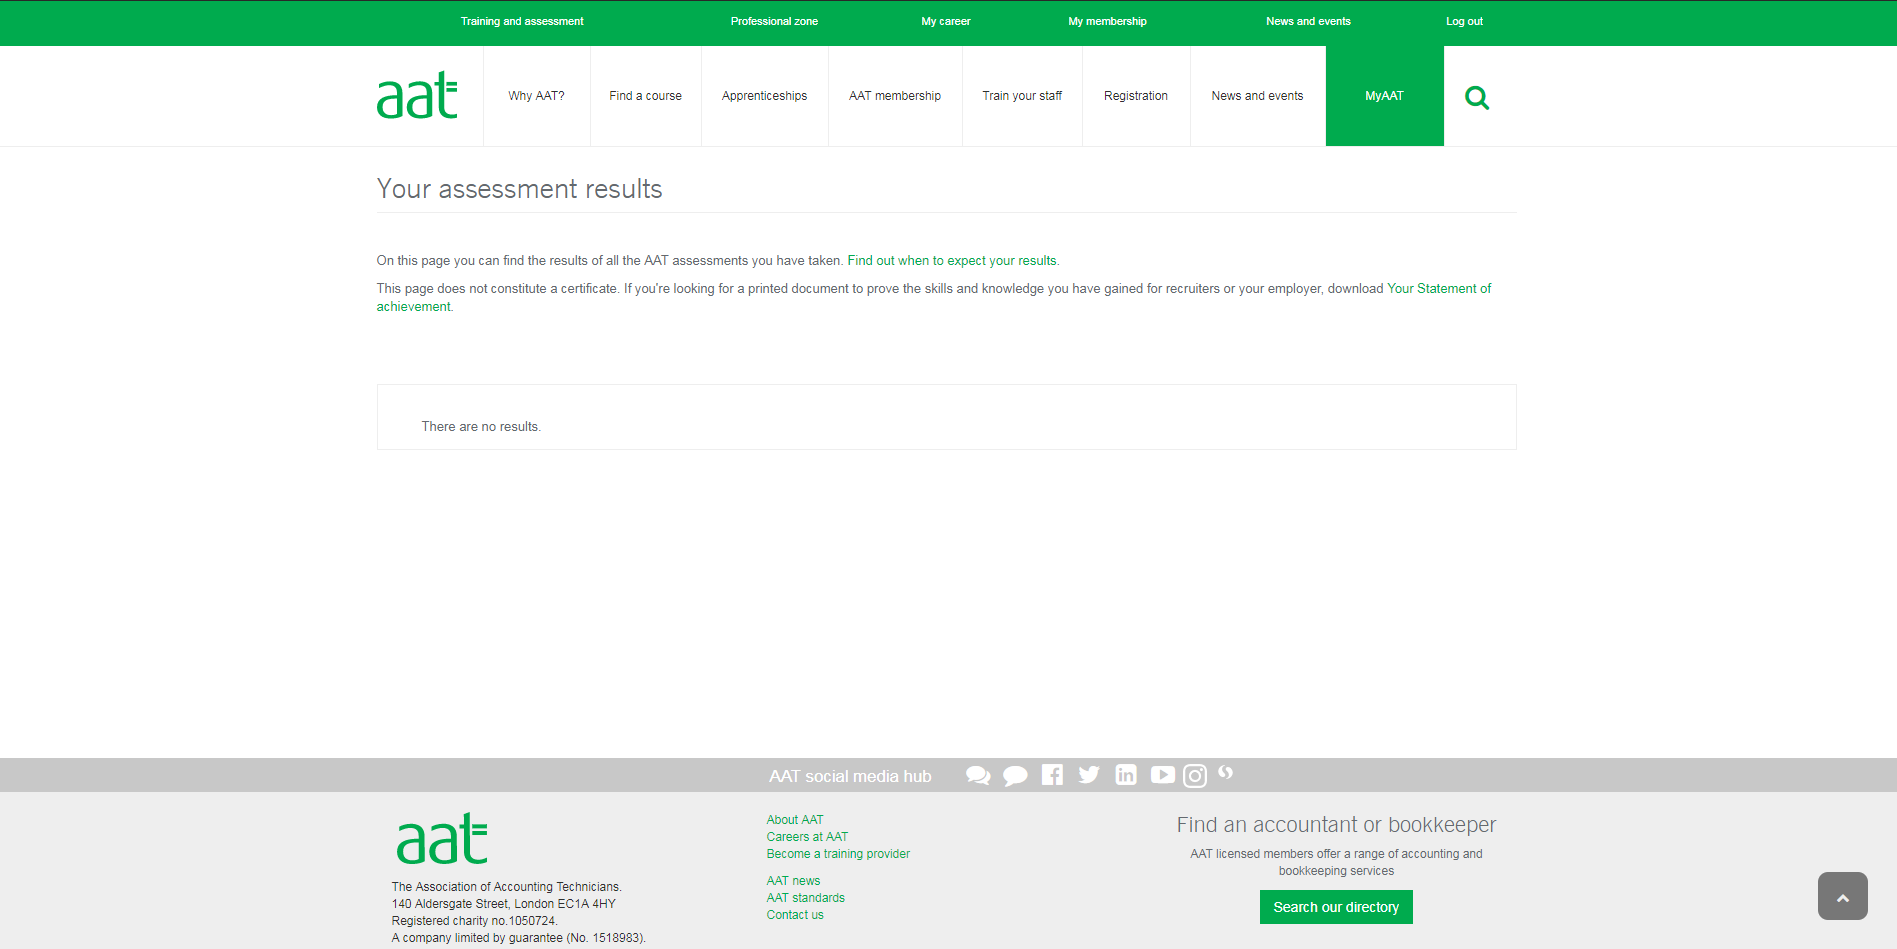 Training and assessment Professional zone My career My membership News and events Log out
aat Why AAT? Find a course Apprenticeships AAT membership Train your staff Registration News and events MyAAT
Your assessment results
On this page you can find the results of all the AAT assessments you have taken. Find out when to expect your results.
This page does not constitute a certificate. If you're looking for a printed document to prove the skills and knowledge you have gained for recruiters or your employer, download Your Statement of
achievement.
There are no results.
AAT social media hub
aat
The Association of Accounting Technicians.
140 Aldersgate Street, London EC1A 4HY
Registered charity no.1050724.
A company limited by guarantee (No. 1518983).
About AAT
Careers at AAT
Become a training provider
AAT news
AAT standards
Contact us
Find an accountant or bookkeeper
AAT licensed members offer a range of accounting and
bookkeeping services
Search our directory